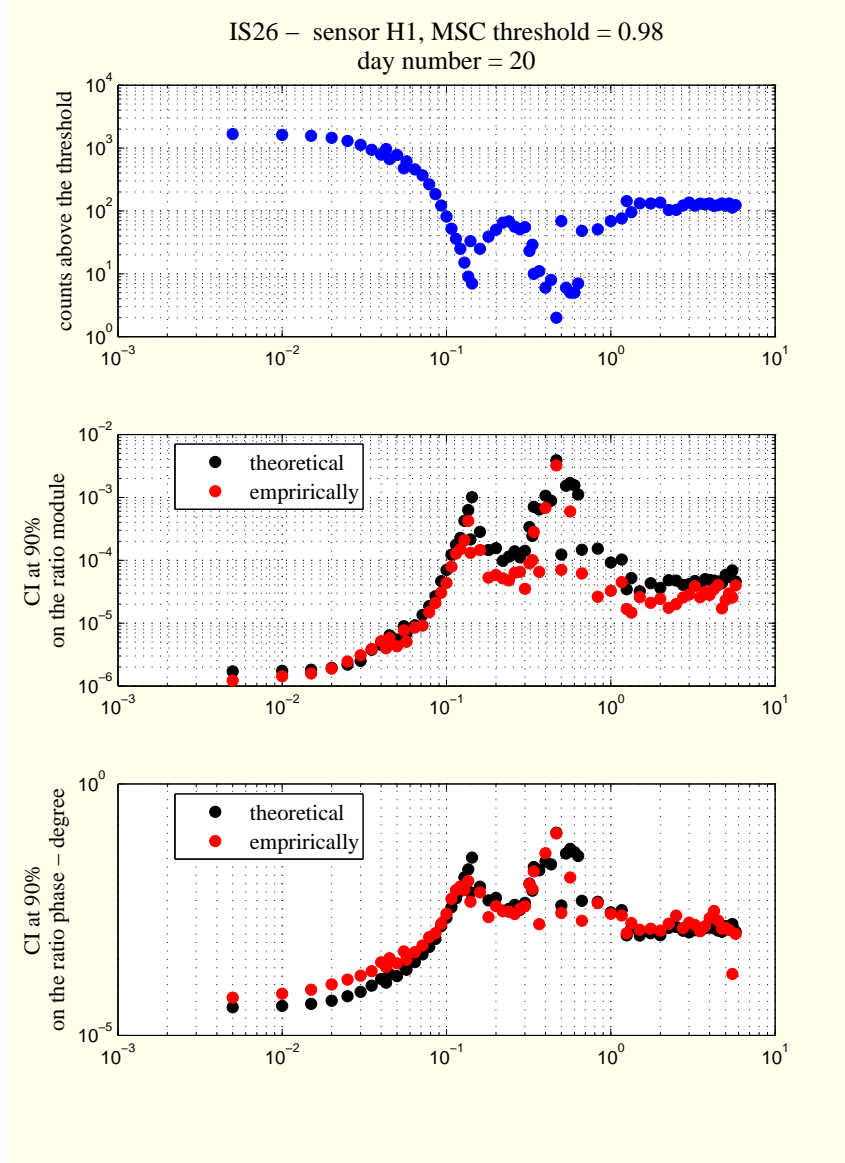 IS26 – sensor H1, MSC threshold = 0.98
day number = 20
counts above the threshold
10^4
10^3
10^2
10^1
10^0
10^-3 10^-2 10^-1 10^0 10^1
CI at 90%
on the ratio module
10^-2
10^-3
10^-4
10^-5
10^-6
theoretical
emprirically
10^-3 10^-2 10^-1 10^0 10^1
CI at 90%
on the ratio phase – degree
10^0
10^-5
theoretical
emprirically
10^-3 10^-2 10^-1 10^0 10^1